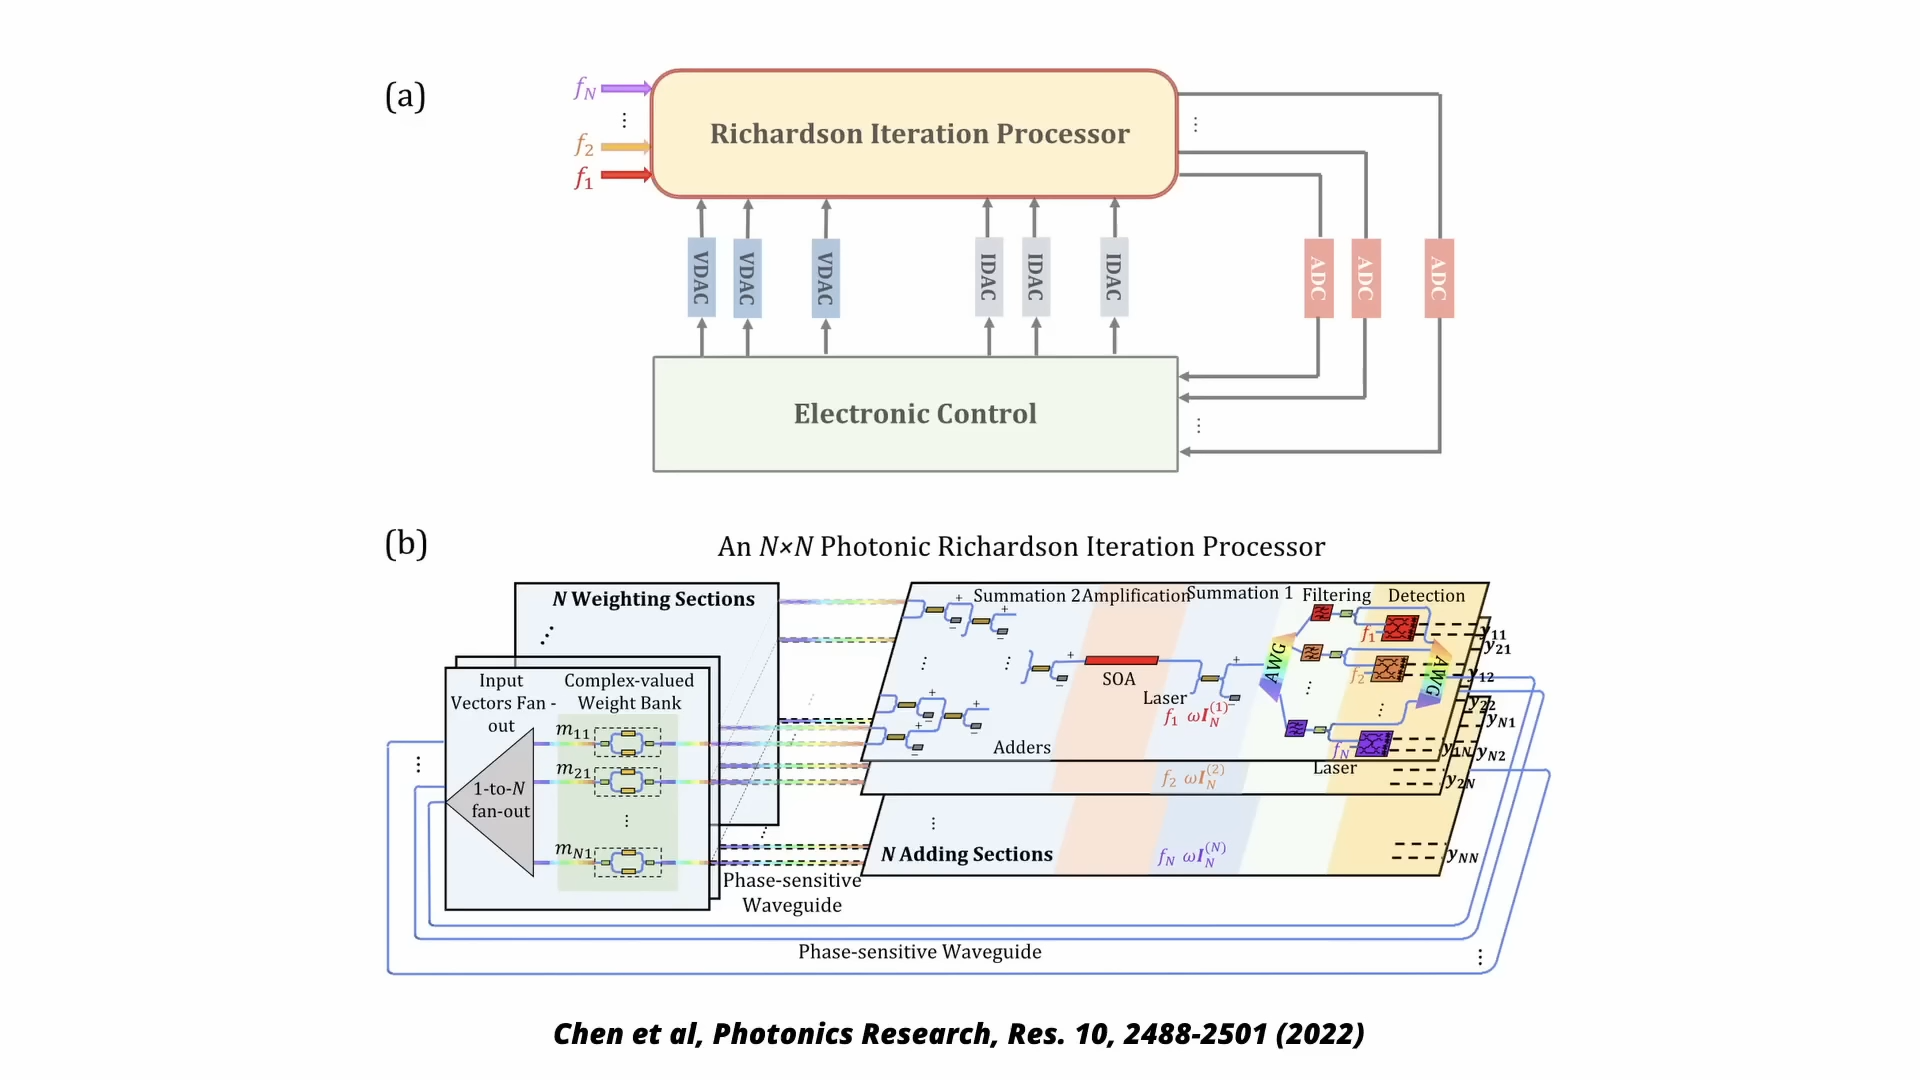 (a)
fN
⋮
f2
f1
Richardson Iteration Processor
⋮
VDAC
VDAC
VDAC
IDAC
IDAC
IDAC
ADC
ADC
ADC
Electronic Control
⋮
(b)
An N×N Photonic Richardson Iteration Processor
N Weighting Sections
Input
Vectors Fan -
out
Complex-valued
Weight Bank
m11
m21
mN1
1-to-N
fan-out
Phase-sensitive
Waveguide
Summation 2
Amplification
Summation 1
Filtering
Detection
SOA
Laser
f1 ωIN(1)
AWG
f1
f2
fN
AWG
Adders
Laser
f2 ωIN(2)
N Adding Sections
fN ωIN(N)
y11
y21
y12
y22
yN1
y1N
yN2
y2N
yNN
Phase-sensitive Waveguide
Chen et al, Photonics Research, Res. 10, 2488-2501 (2022)